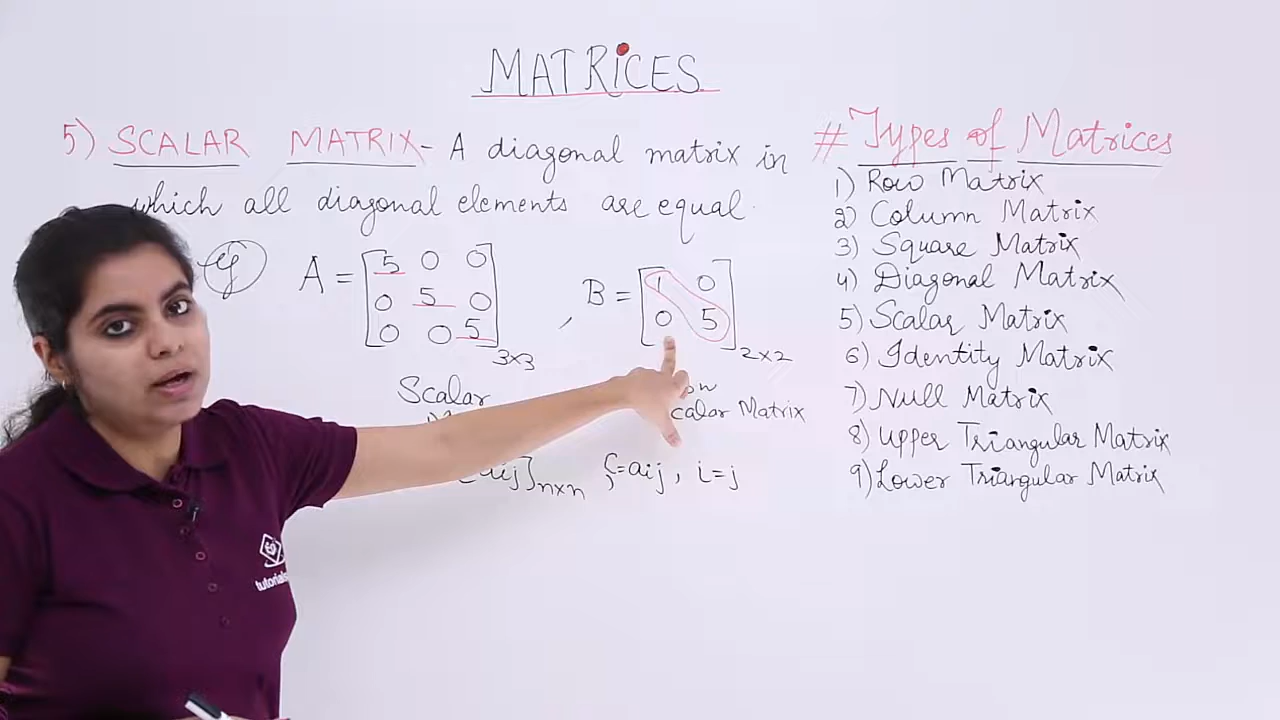 MATRiCES
5) SCALAR MATRIX - A diagonal matrix in
which all diagonal elements are equal.
eg A = [5 0 0
0 5 0
0 0 5] 3×3
, B = [1 0
0 5] 2×2
Scalar
Scalar Matrix
aij] n×n , i=j
# Types of Matrices
1) Row Matrix
2) Column Matrix
3) Square Matrix
4) Diagonal Matrix
5) Scalar Matrix
6) Identity Matrix
7) Null Matrix
8) Upper Triangular Matrix
9) Lower Triangular Matrix
tutorials